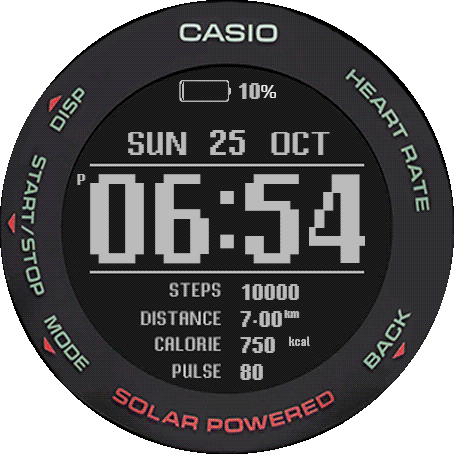 CASIO
10%
DISP
HEART RATE
SUN 25 OCT
P
06:54
START/STOP
STEPS 10000
DISTANCE 7.00 km
CALORIE 750 kcal
PULSE 80
MODE
BACK
SOLAR POWERED